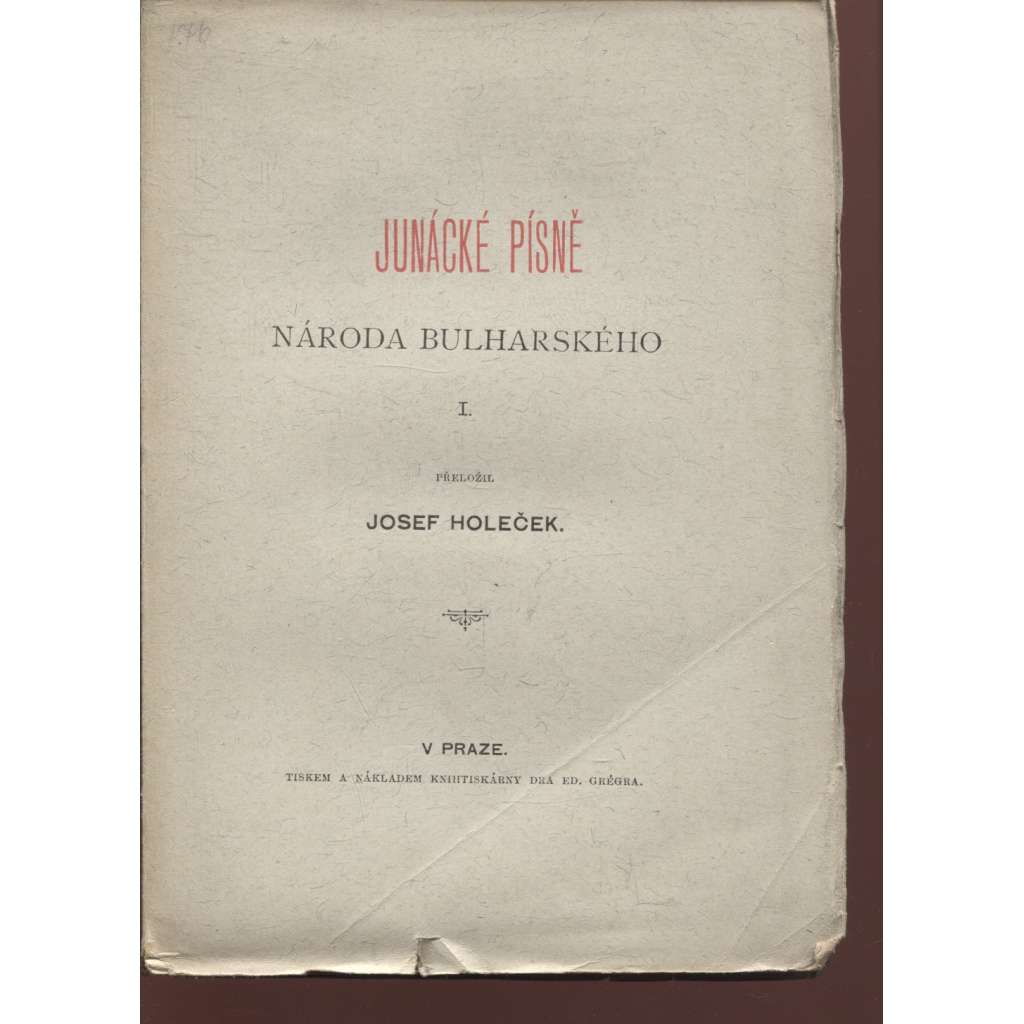 JUNÁCKÉ PÍSNĚ
NÁRODA BULHARSKÉHO
I.
PŘELOŽIL
JOSEF HOLEČEK.
V PRAZE.
TISKEM A NÁKLADEM KNIHTISKÁRNY DRA ED. GRÉGRA.